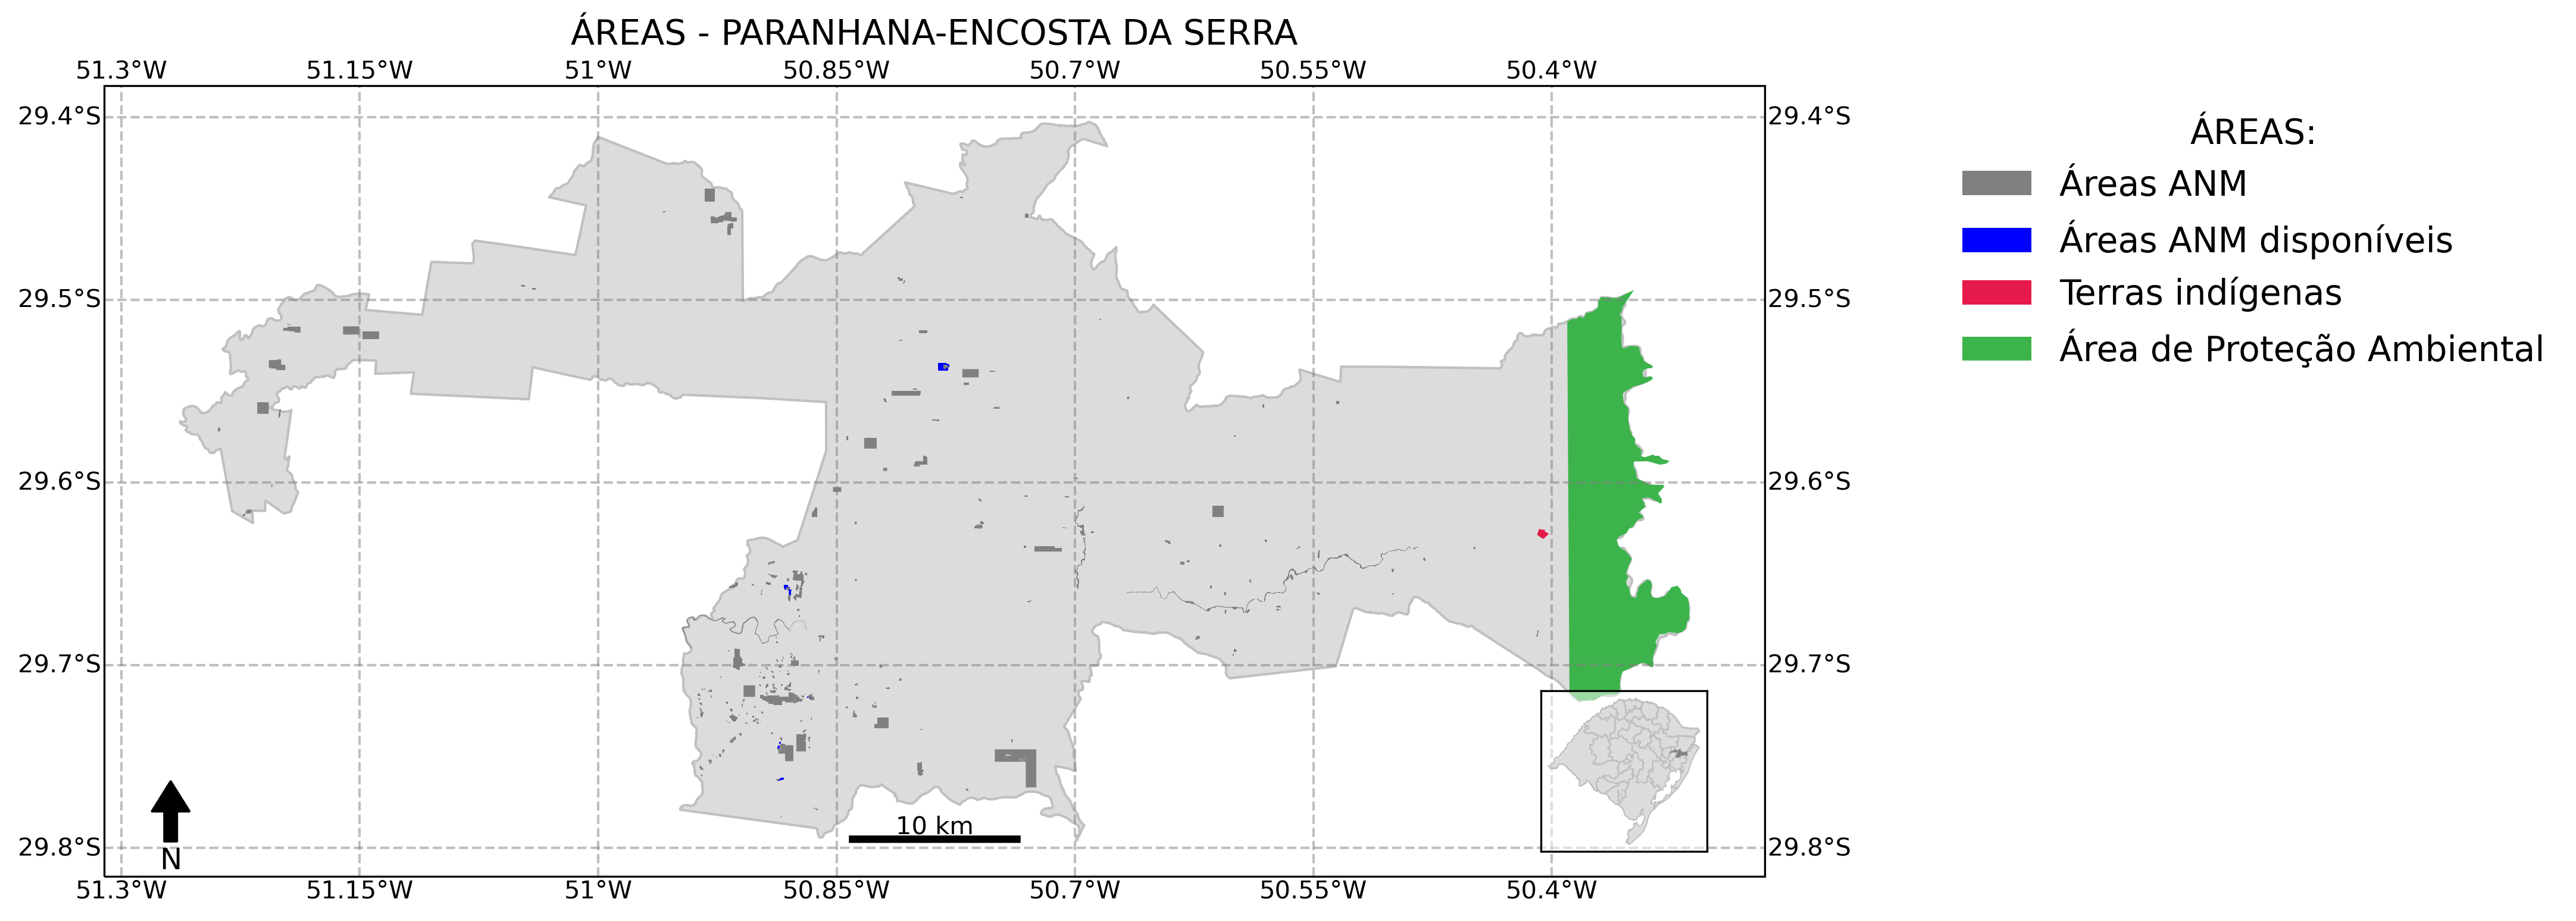 ÁREAS - PARANHANA-ENCOSTA DA SERRA
51.3°W 51.15°W 51°W 50.85°W 50.7°W 50.55°W 50.4°W
29.4°S 29.4°S
29.5°S 29.5°S
29.6°S 29.6°S
29.7°S 29.7°S
29.8°S 29.8°S
10 km
N
51.3°W 51.15°W 51°W 50.85°W 50.7°W 50.55°W 50.4°W
ÁREAS:
Áreas ANM
Áreas ANM disponíveis
Terras indígenas
Área de Proteção Ambiental